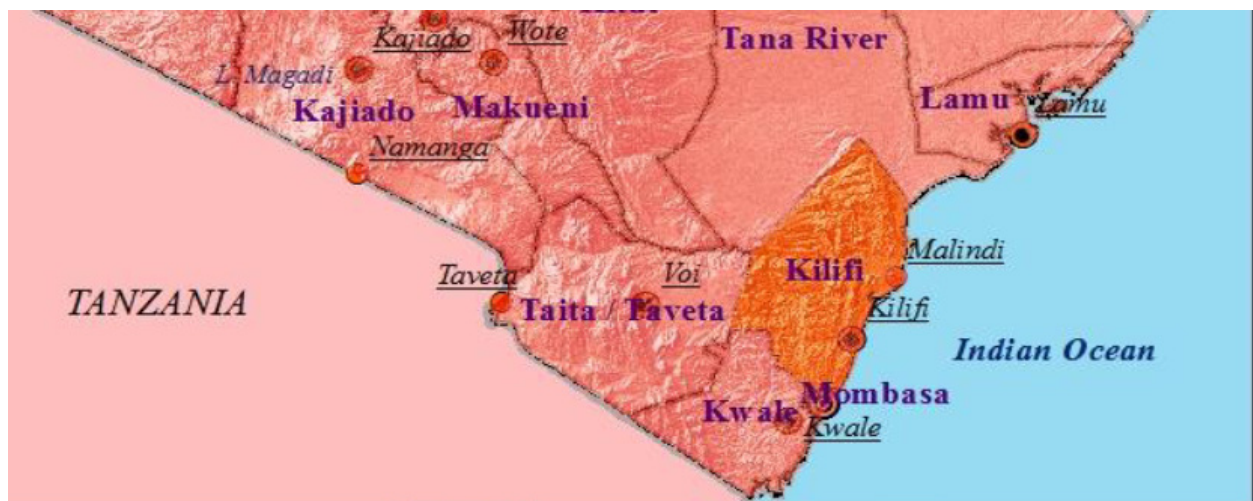 Tana River
Kajiado
Wote
L. Magadi
Kajiado
Makueni
Lamu
Lamu
Namanga
Malindi
Kilifi
Taveta
Voi
TANZANIA
Taita / Taveta
Kilifi
Indian Ocean
Mombasa
Kwale
Kwale